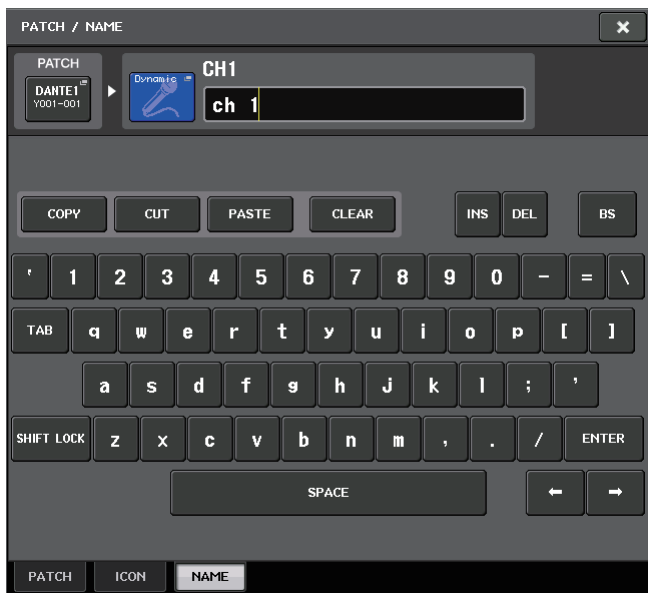 PATCH / NAME
PATCH
DANTE1
Y001-001
Dynamic
CH1
ch 1
COPY CUT PASTE CLEAR INS DEL BS
' 1 2 3 4 5 6 7 8 9 0 - = \
TAB q w e r t y u i o p [ ]
a s d f g h j k l ; '
SHIFT LOCK z x c v b n m , . / ENTER
SPACE ← →
PATCH ICON NAME